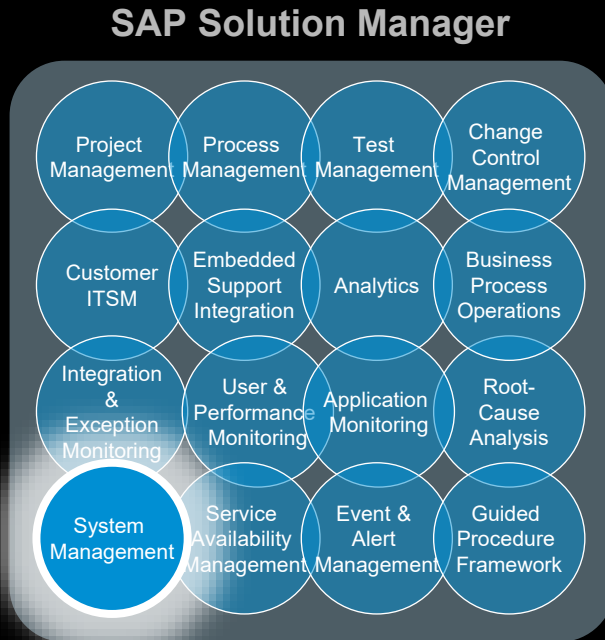 SAP Solution Manager
Project
Management
Process
Management
Test
Management
Change
Control
Management
Customer
ITSM
Embedded
Support
Integration
Analytics
Business
Process
Operations
Integration
&
Exception
Monitoring
User &
Performance
Monitoring
Application
Monitoring
Root-
Cause
Analysis
System
Management
Service
Availability
Management
Event &
Alert
Management
Guided
Procedure
Framework